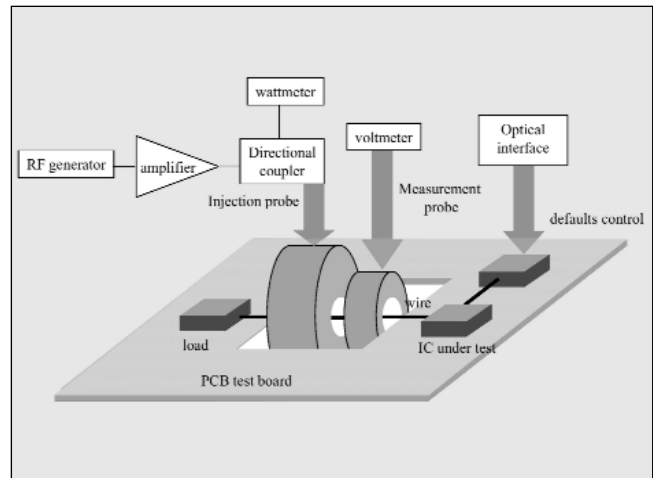 wattmeter
RF generator
amplifier
Directional
coupler
voltmeter
Optical
interface
Injection probe
Measurement
probe
defaults control
wire
load
IC under test
PCB test board